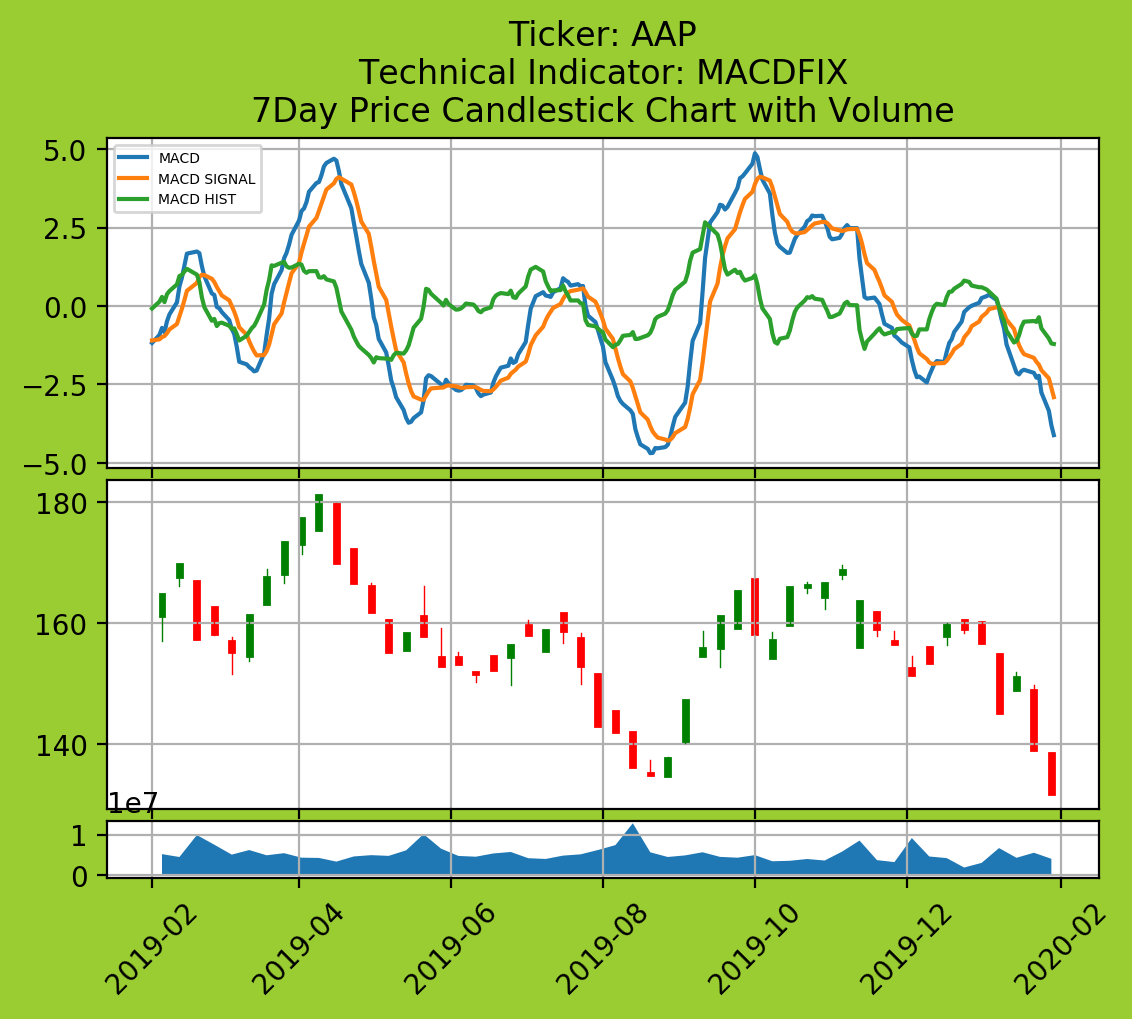 Ticker: AAP
Technical Indicator: MACDFIX
7Day Price Candlestick Chart with Volume
MACD
MACD SIGNAL
MACD HIST
5.0
2.5
0.0
−2.5
−5.0
180
160
140
1e7
1
0
2019-02
2019-04
2019-06
2019-08
2019-10
2019-12
2020-02